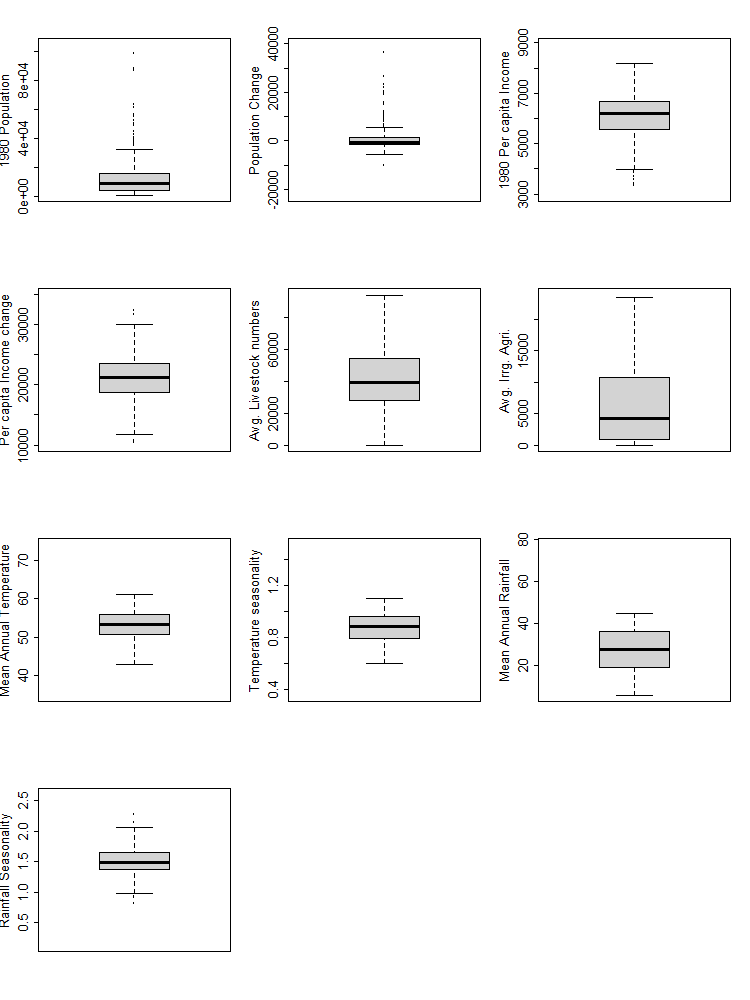 1980 Population
0e+00
4e+04
8e+04
Population Change
-20000
0
20000
40000
1980 Per capita Income
3000
5000
7000
9000
Per capita Income change
10000
20000
30000
Avg. Livestock numbers
0
20000
60000
Avg. Irrg. Agri.
0
5000
15000
Mean Annual Temperature
40
50
60
70
Temperature seasonality
0.4
0.8
1.2
Mean Annual Rainfall
20
40
60
80
Rainfall Seasonality
0.5
1.0
1.5
2.0
2.5